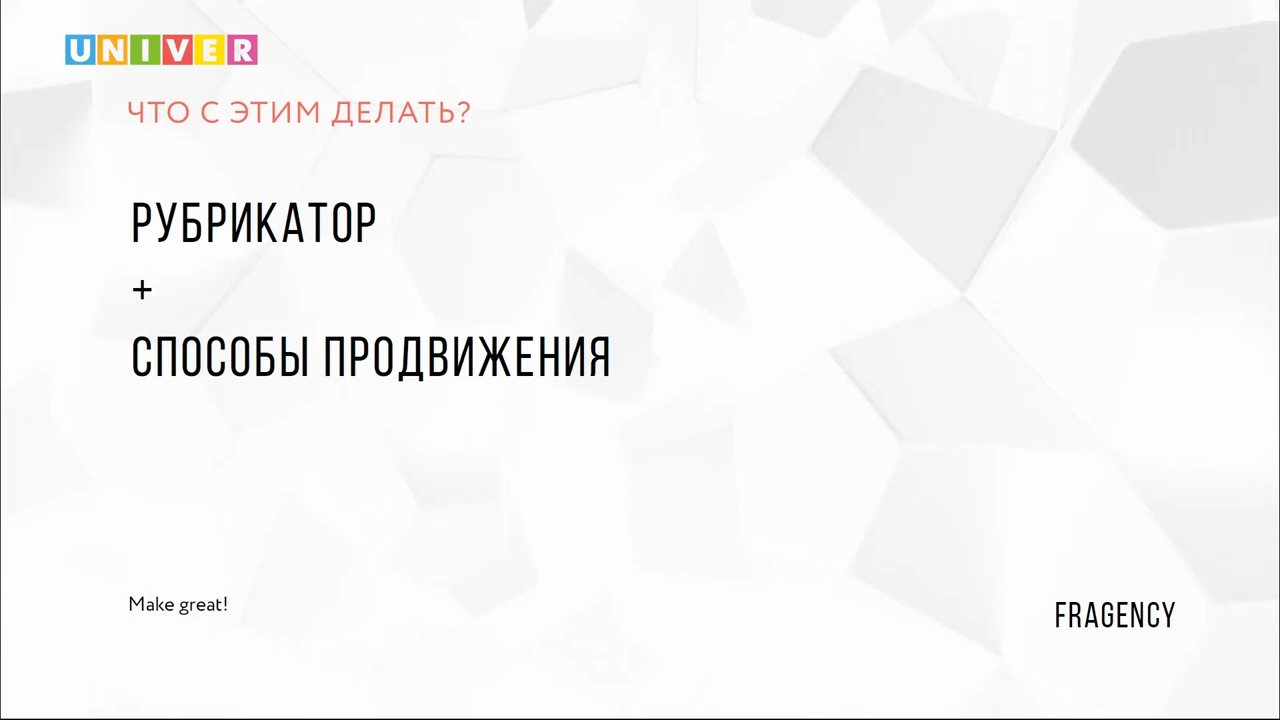 UNIVER
ЧТО С ЭТИМ ДЕЛАТЬ?
РУБРИКАТОР
+
СПОСОБЫ ПРОДВИЖЕНИЯ
Make great!
FRAGENCY